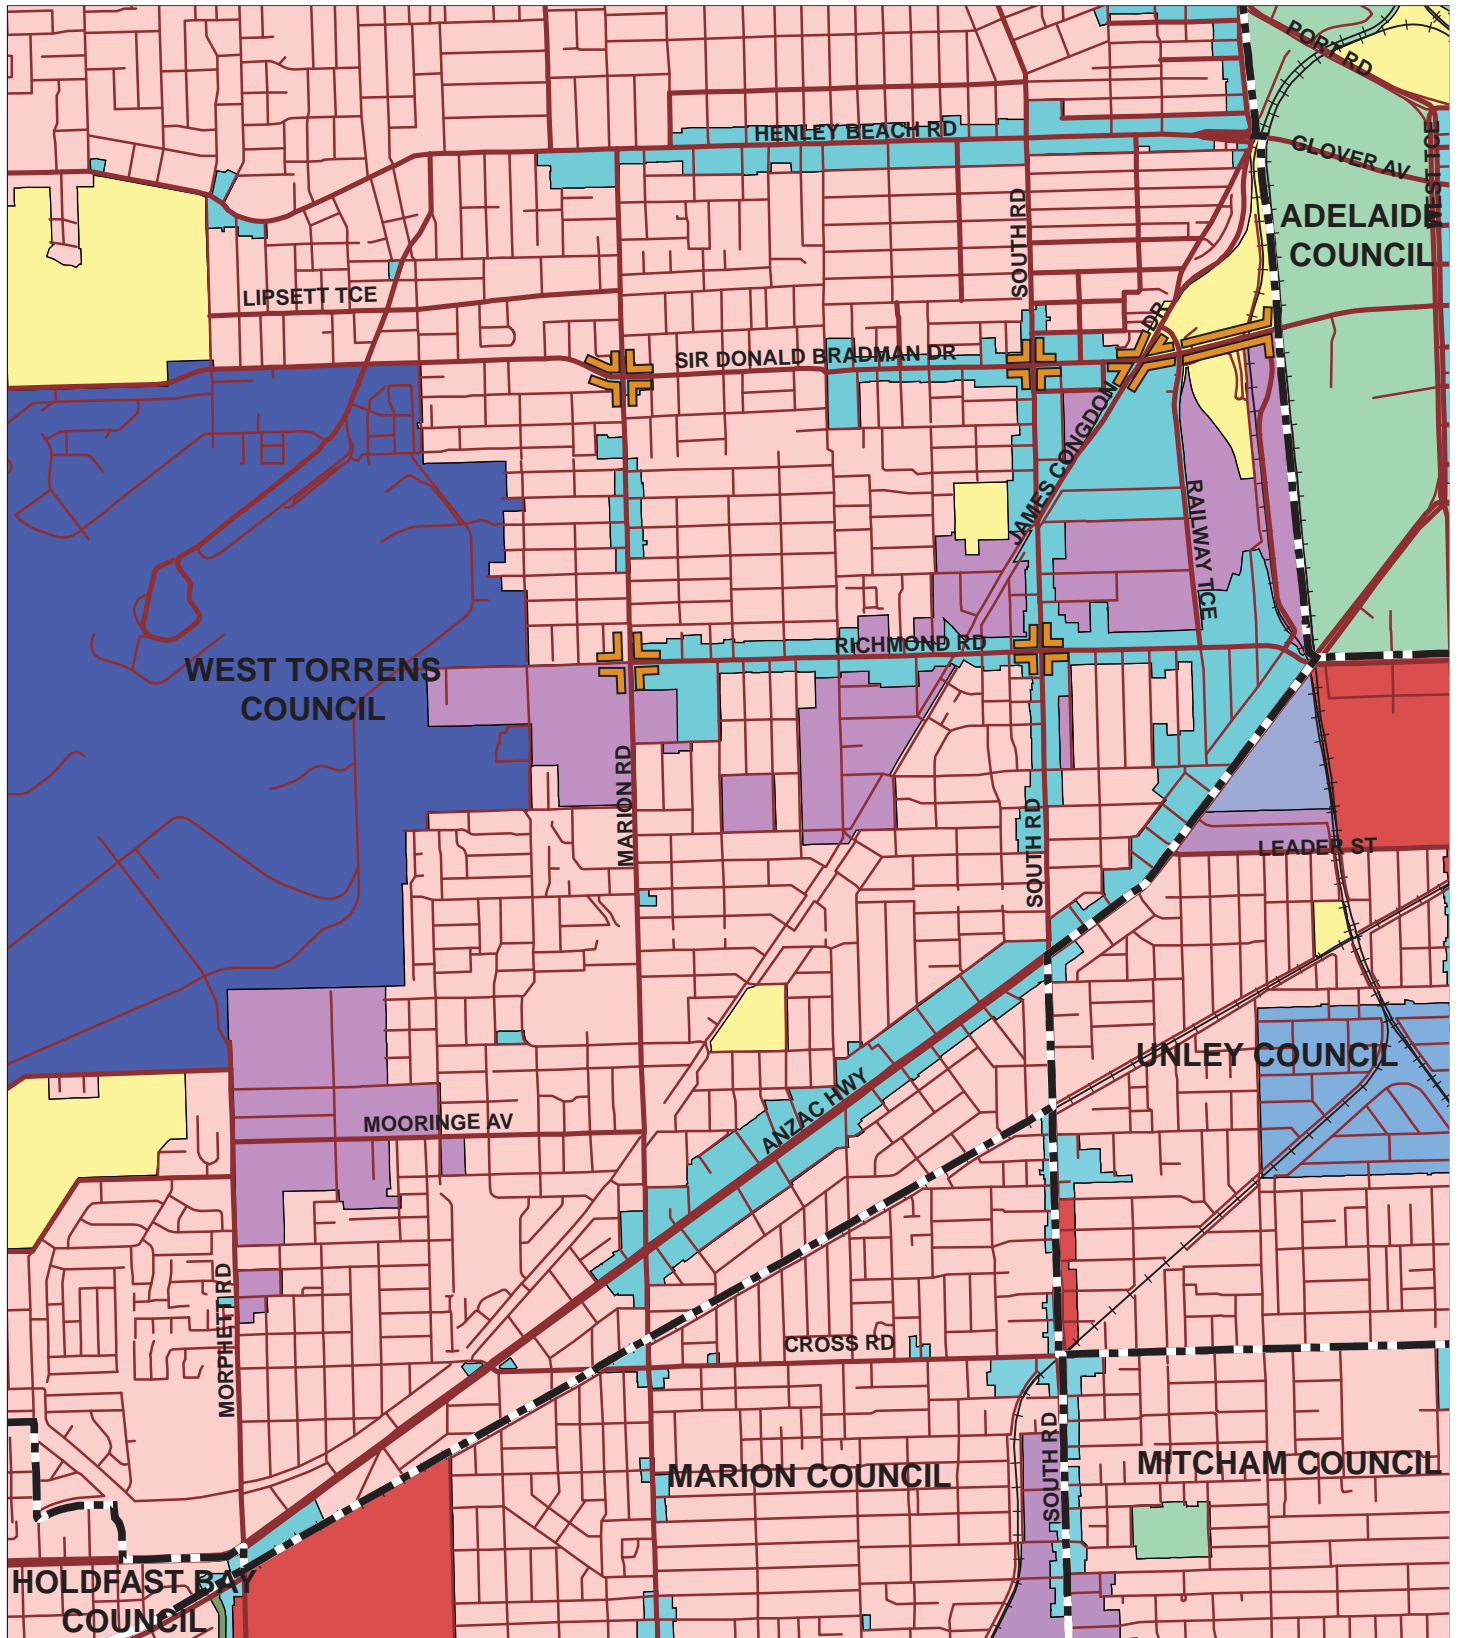 PORT RD
HENLEY BEACH RD
GLOVER AV
WEST TCE
ADELAIDE
COUNCIL
SOUTH RD
LIPSETT TCE
SIR DONALD BRADMAN DR
JAMES CONGDON DR
RAILWAY TCE
RICHMOND RD
WEST TORRENS
COUNCIL
MARION RD
SOUTH RD
LEADER ST
UNLEY COUNCIL
ANZAC HWY
MOORINGE AV
MORPHETT RD
CROSS RD
SOUTH RD
MARION COUNCIL
MITCHAM COUNCIL
HOLDFAST BAY
COUNCIL